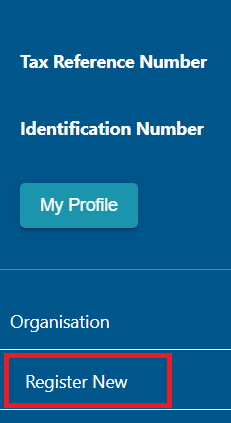 Tax Reference Number
Identification Number
My Profile
Organisation
Register New